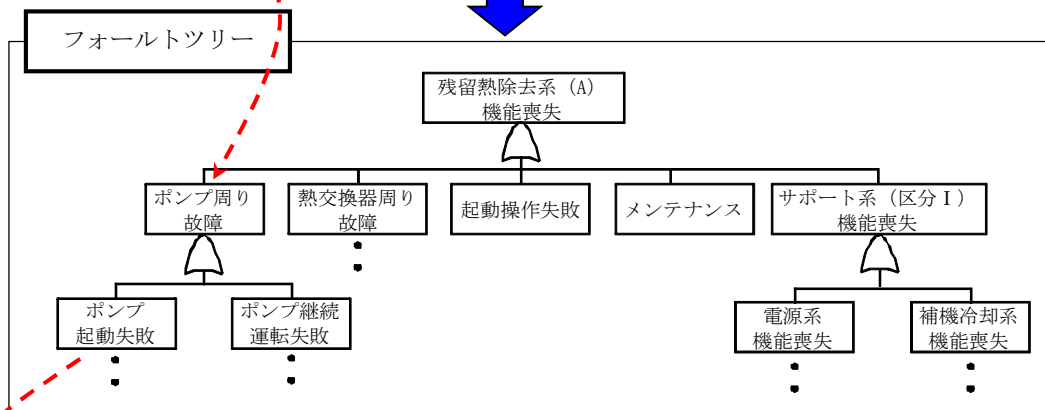 フォールトツリー
残留熱除去系（A）
機能喪失
ポンプ周り
故障
熱交換器周り
故障
起動操作失敗
メンテナンス
サポート系（区分Ⅰ）
機能喪失
ポンプ
起動失敗
ポンプ継続
運転失敗
電源系
機能喪失
補機冷却系
機能喪失